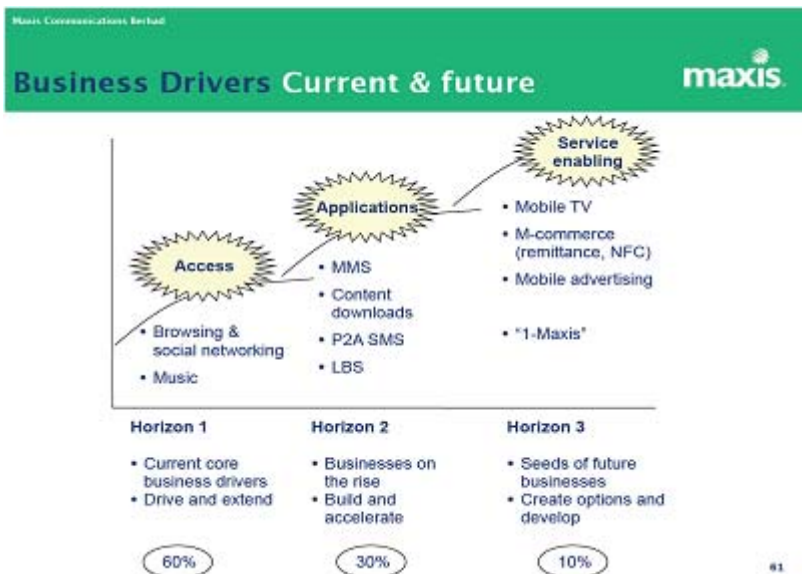 Maxis Communications Berhad
Business Drivers Current & future
maxis
Access
• Browsing &
social networking
• Music
Applications
• MMS
• Content
downloads
• P2A SMS
• LBS
Service
enabling
• Mobile TV
• M-commerce
(remittance, NFC)
• Mobile advertising
• "1-Maxis"
Horizon 1
• Current core
business drivers
• Drive and extend
60%
Horizon 2
• Businesses on
the rise
• Build and
accelerate
30%
Horizon 3
• Seeds of future
businesses
• Create options and
develop
10%
61